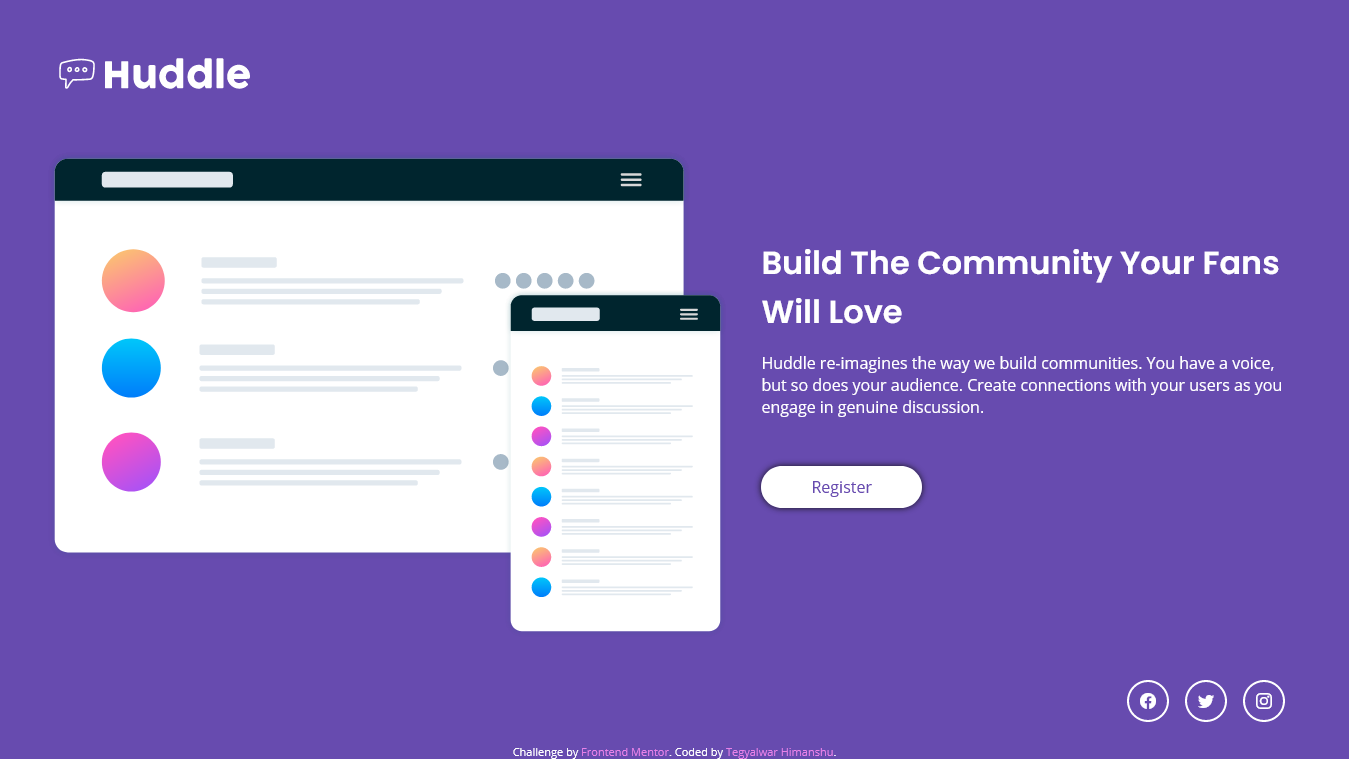 Huddle
Build The Community Your Fans
Will Love
Huddle re-imagines the way we build communities. You have a voice,
but so does your audience. Create connections with your users as you
engage in genuine discussion.
Register
Challenge by Frontend Mentor. Coded by Tegyalwar Himanshu.